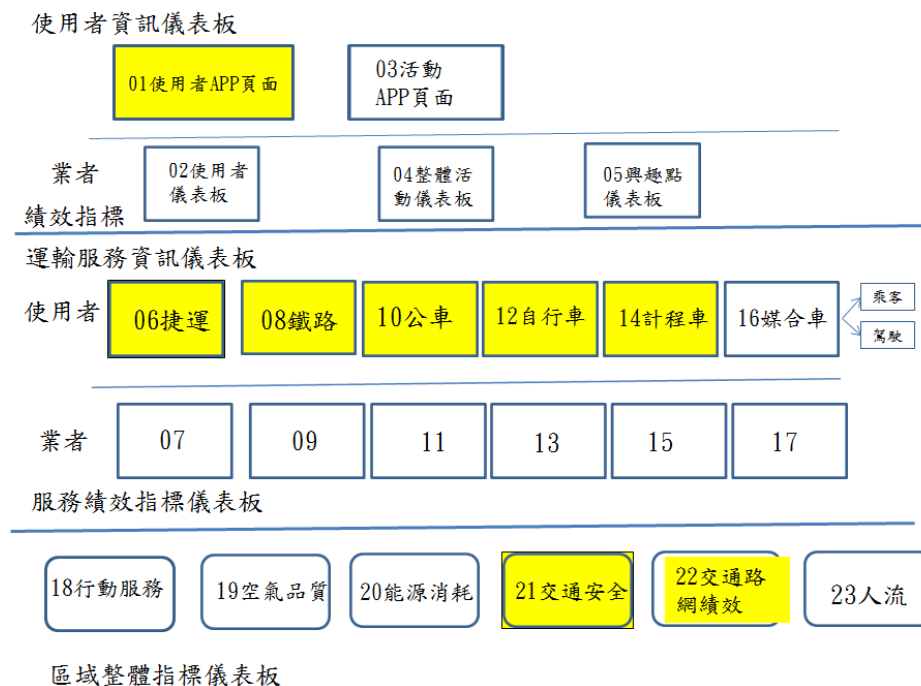 使用者資訊儀表板
01使用者APP頁面
03活動
APP頁面
業者
績效指標
02使用者
儀表板
04整體活
動儀表板
05興趣點
儀表板
運輸服務資訊儀表板
使用者
06捷運
08鐵路
10公車
12自行車
14計程車
16媒合車
乘客
駕駛
業者
07
09
11
13
15
17
服務績效指標儀表板
18行動服務
19空氣品質
20能源消耗
21交通安全
22交通路
網績效
23人流
區域整體指標儀表板